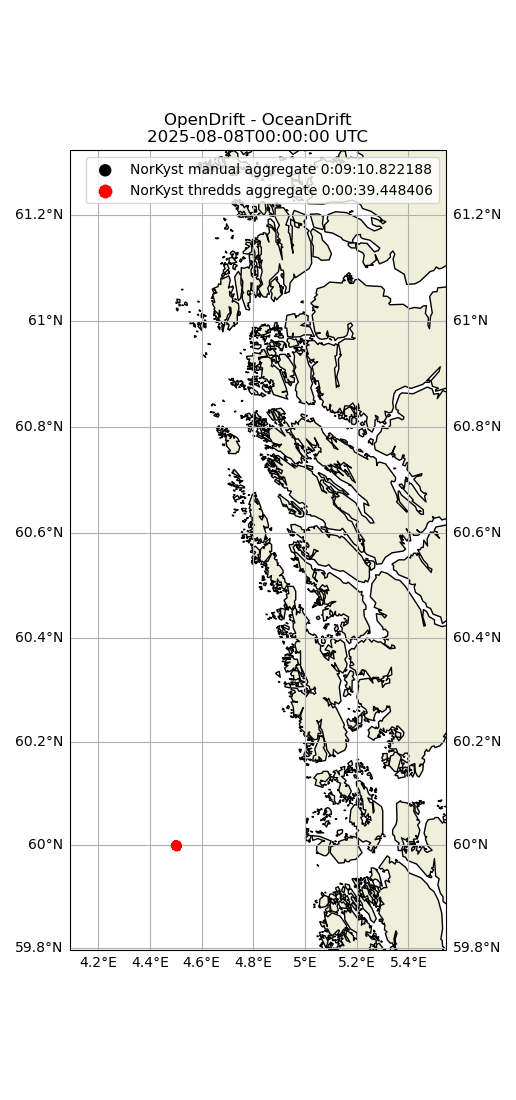 OpenDrift - OceanDrift
2025-08-08T00:00:00 UTC
NorKyst manual aggregate 0:09:10.822188
NorKyst thredds aggregate 0:00:39.448406
61.2°N 61.2°N
61°N 61°N
60.8°N 60.8°N
60.6°N 60.6°N
60.4°N 60.4°N
60.2°N 60.2°N
60°N 60°N
59.8°N 59.8°N
4.2°E 4.4°E 4.6°E 4.8°E 5°E 5.2°E 5.4°E